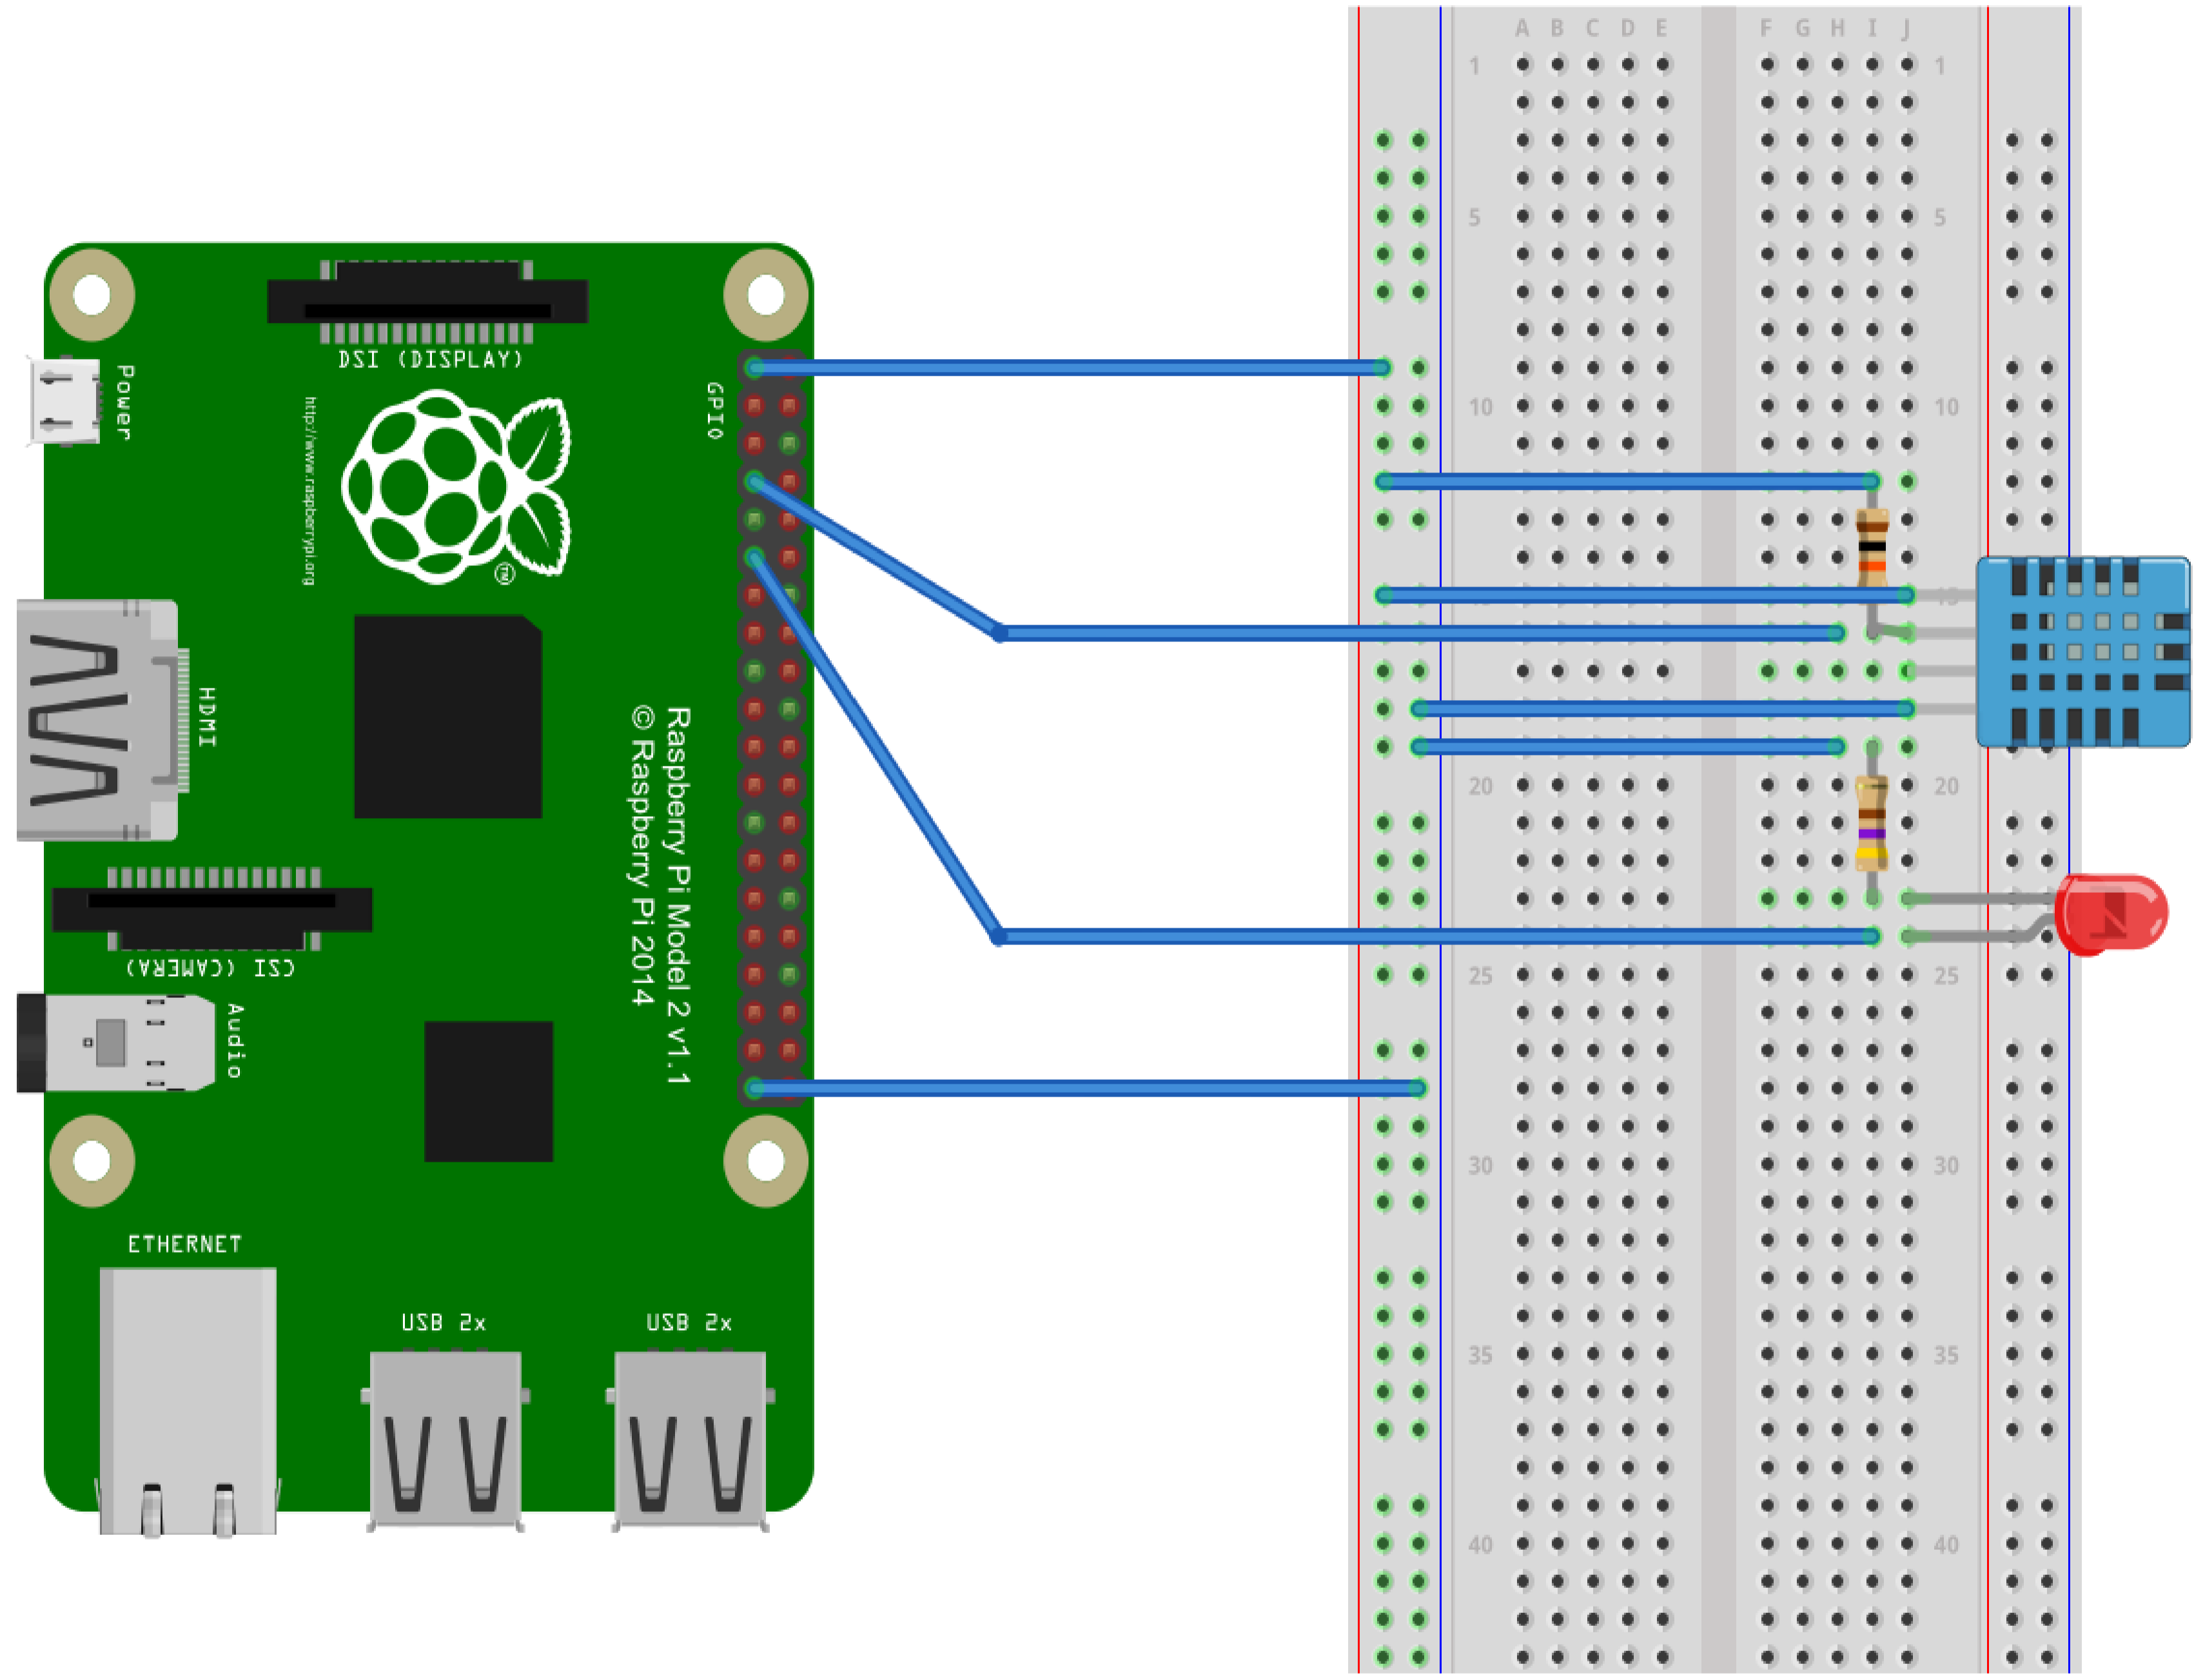 A B C D E F G H I J
1 1
5 5
DSI (DISPLAY)
GPIO
Power
http://www.raspberrypi.org
TM
10 10
15
HDMI
Raspberry Pi Model 2 v1.1
© Raspberry Pi 2014
20 20
CSI (CAMERA)
25 25
Audio
30 30
ETHERNET
USB 2x
USB 2x
35 35
40 40